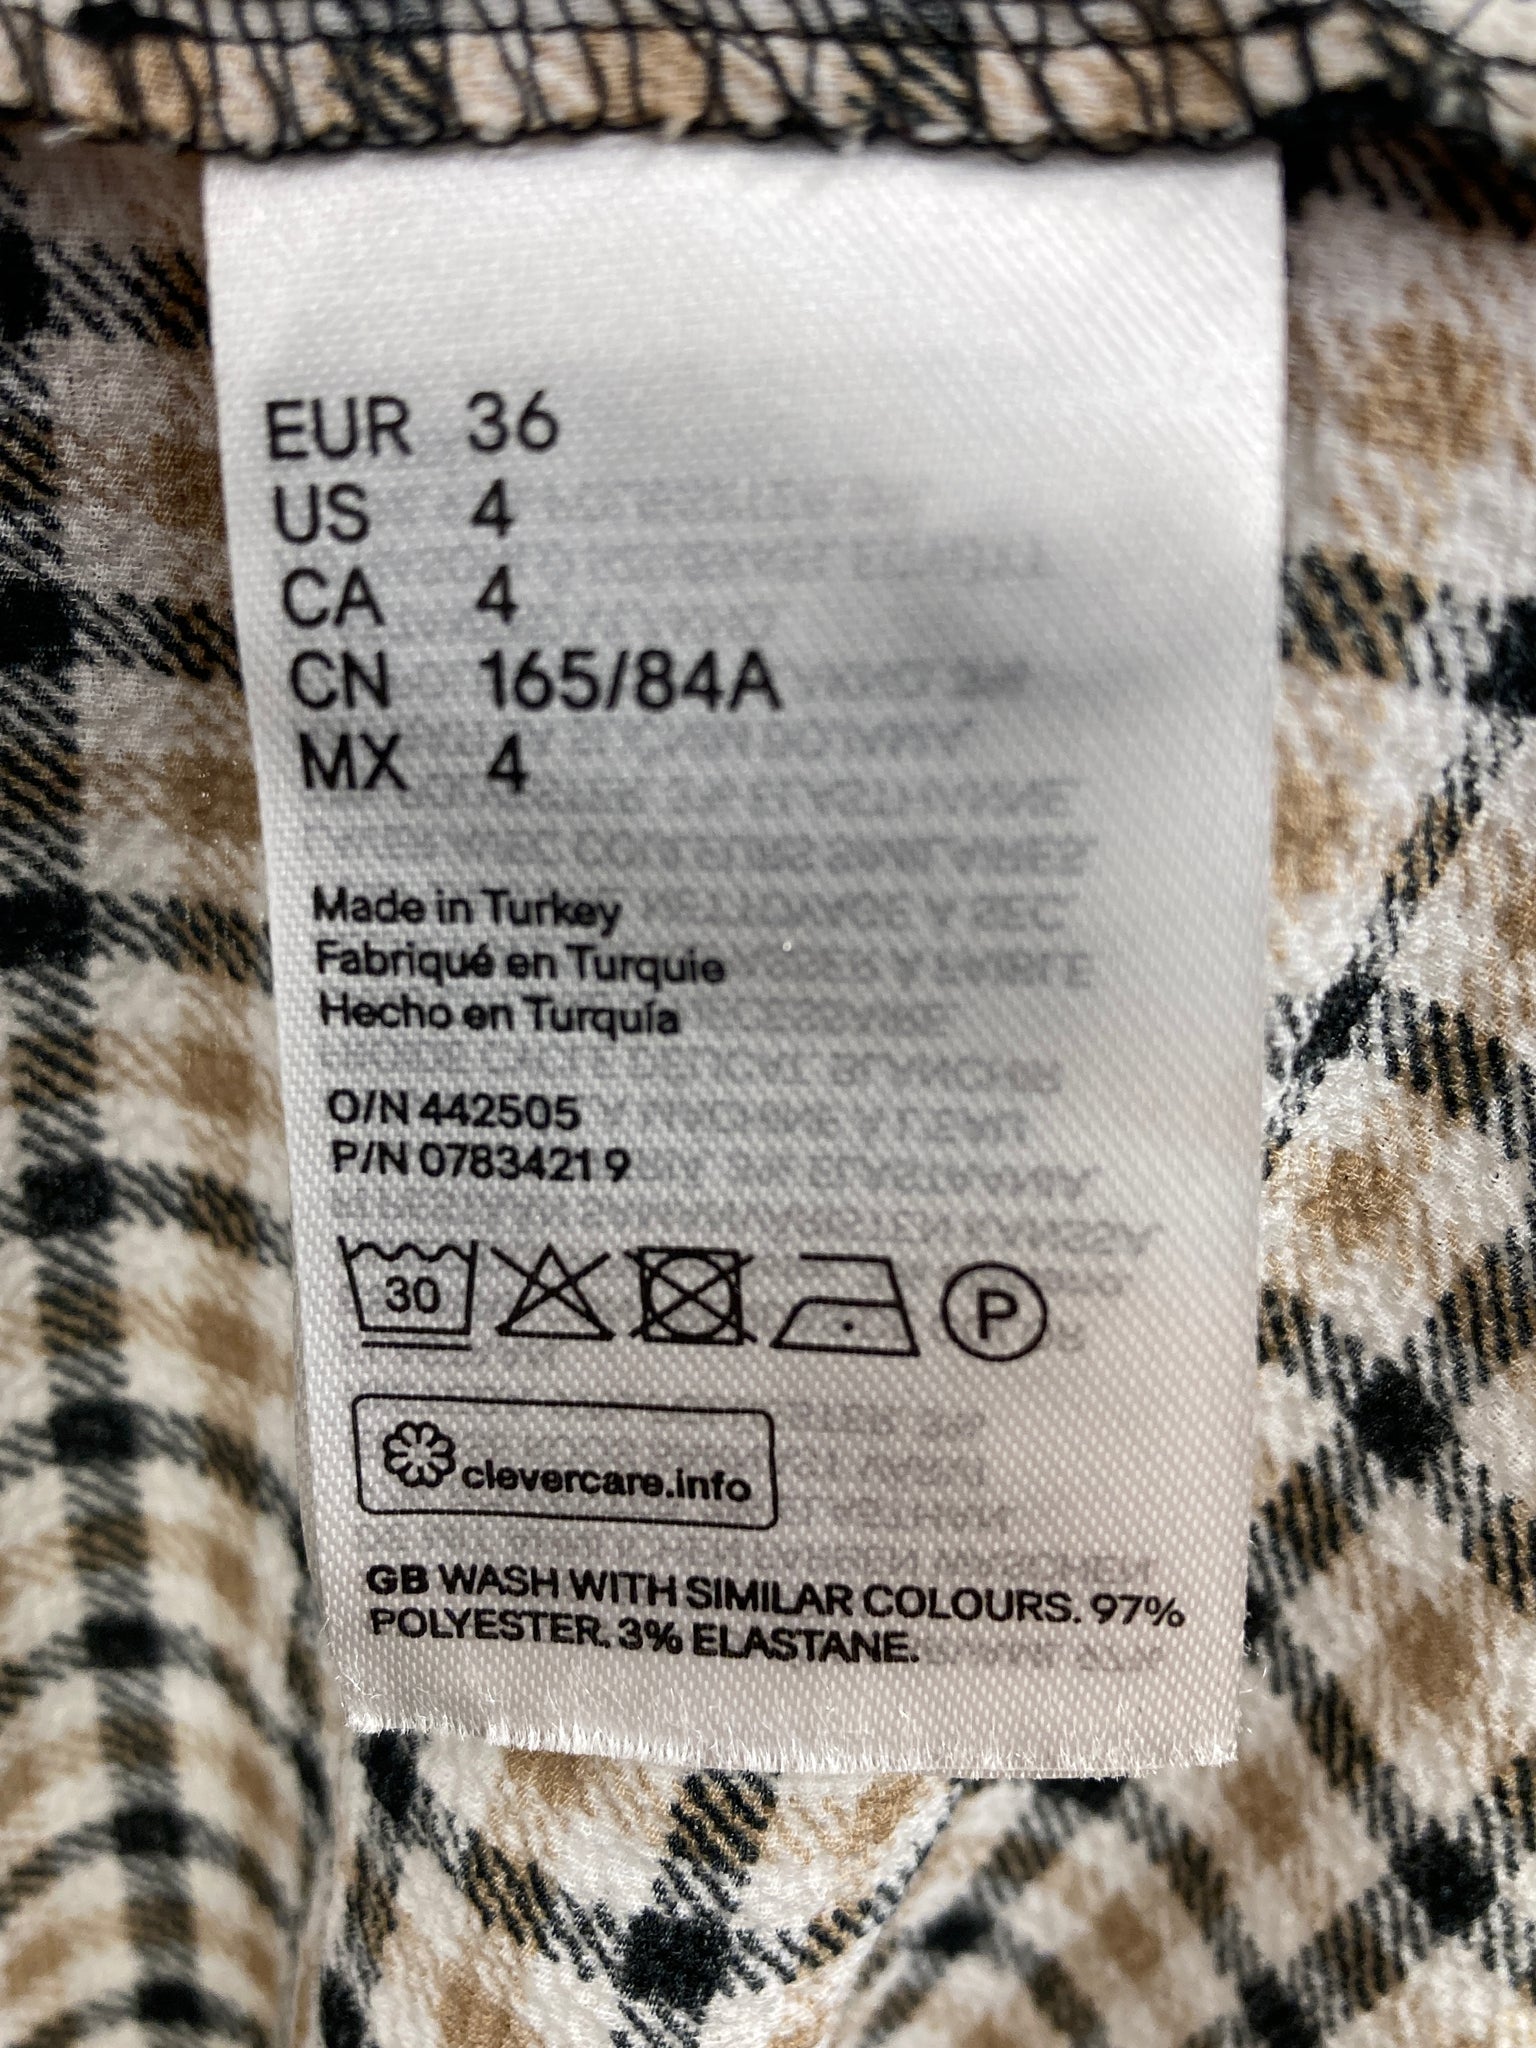 EUR 36
US 4
CA 4
CN 165/84A
MX 4
Made in Turkey
Fabriqué en Turquie
Hecho en Turquía
O/N 442505
P/N 0783421 9
30
P
clevercare.info
GB WASH WITH SIMILAR COLOURS. 97%
POLYESTER. 3% ELASTANE.